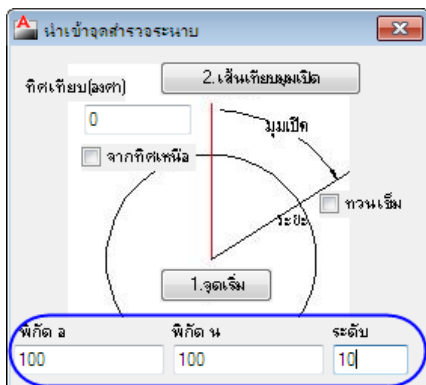 นำเข้าจุดสำรวจระนาบ
ทิศเทียบ(องศา)
2.เส้นเทียบมุมเปิด
0
มุมเปิด
จากทิศเหนือ
ทวนเข็ม
ระยะ
1.จุดเริ่ม
พิกัด อ พิกัด น ระดับ
100 100 10